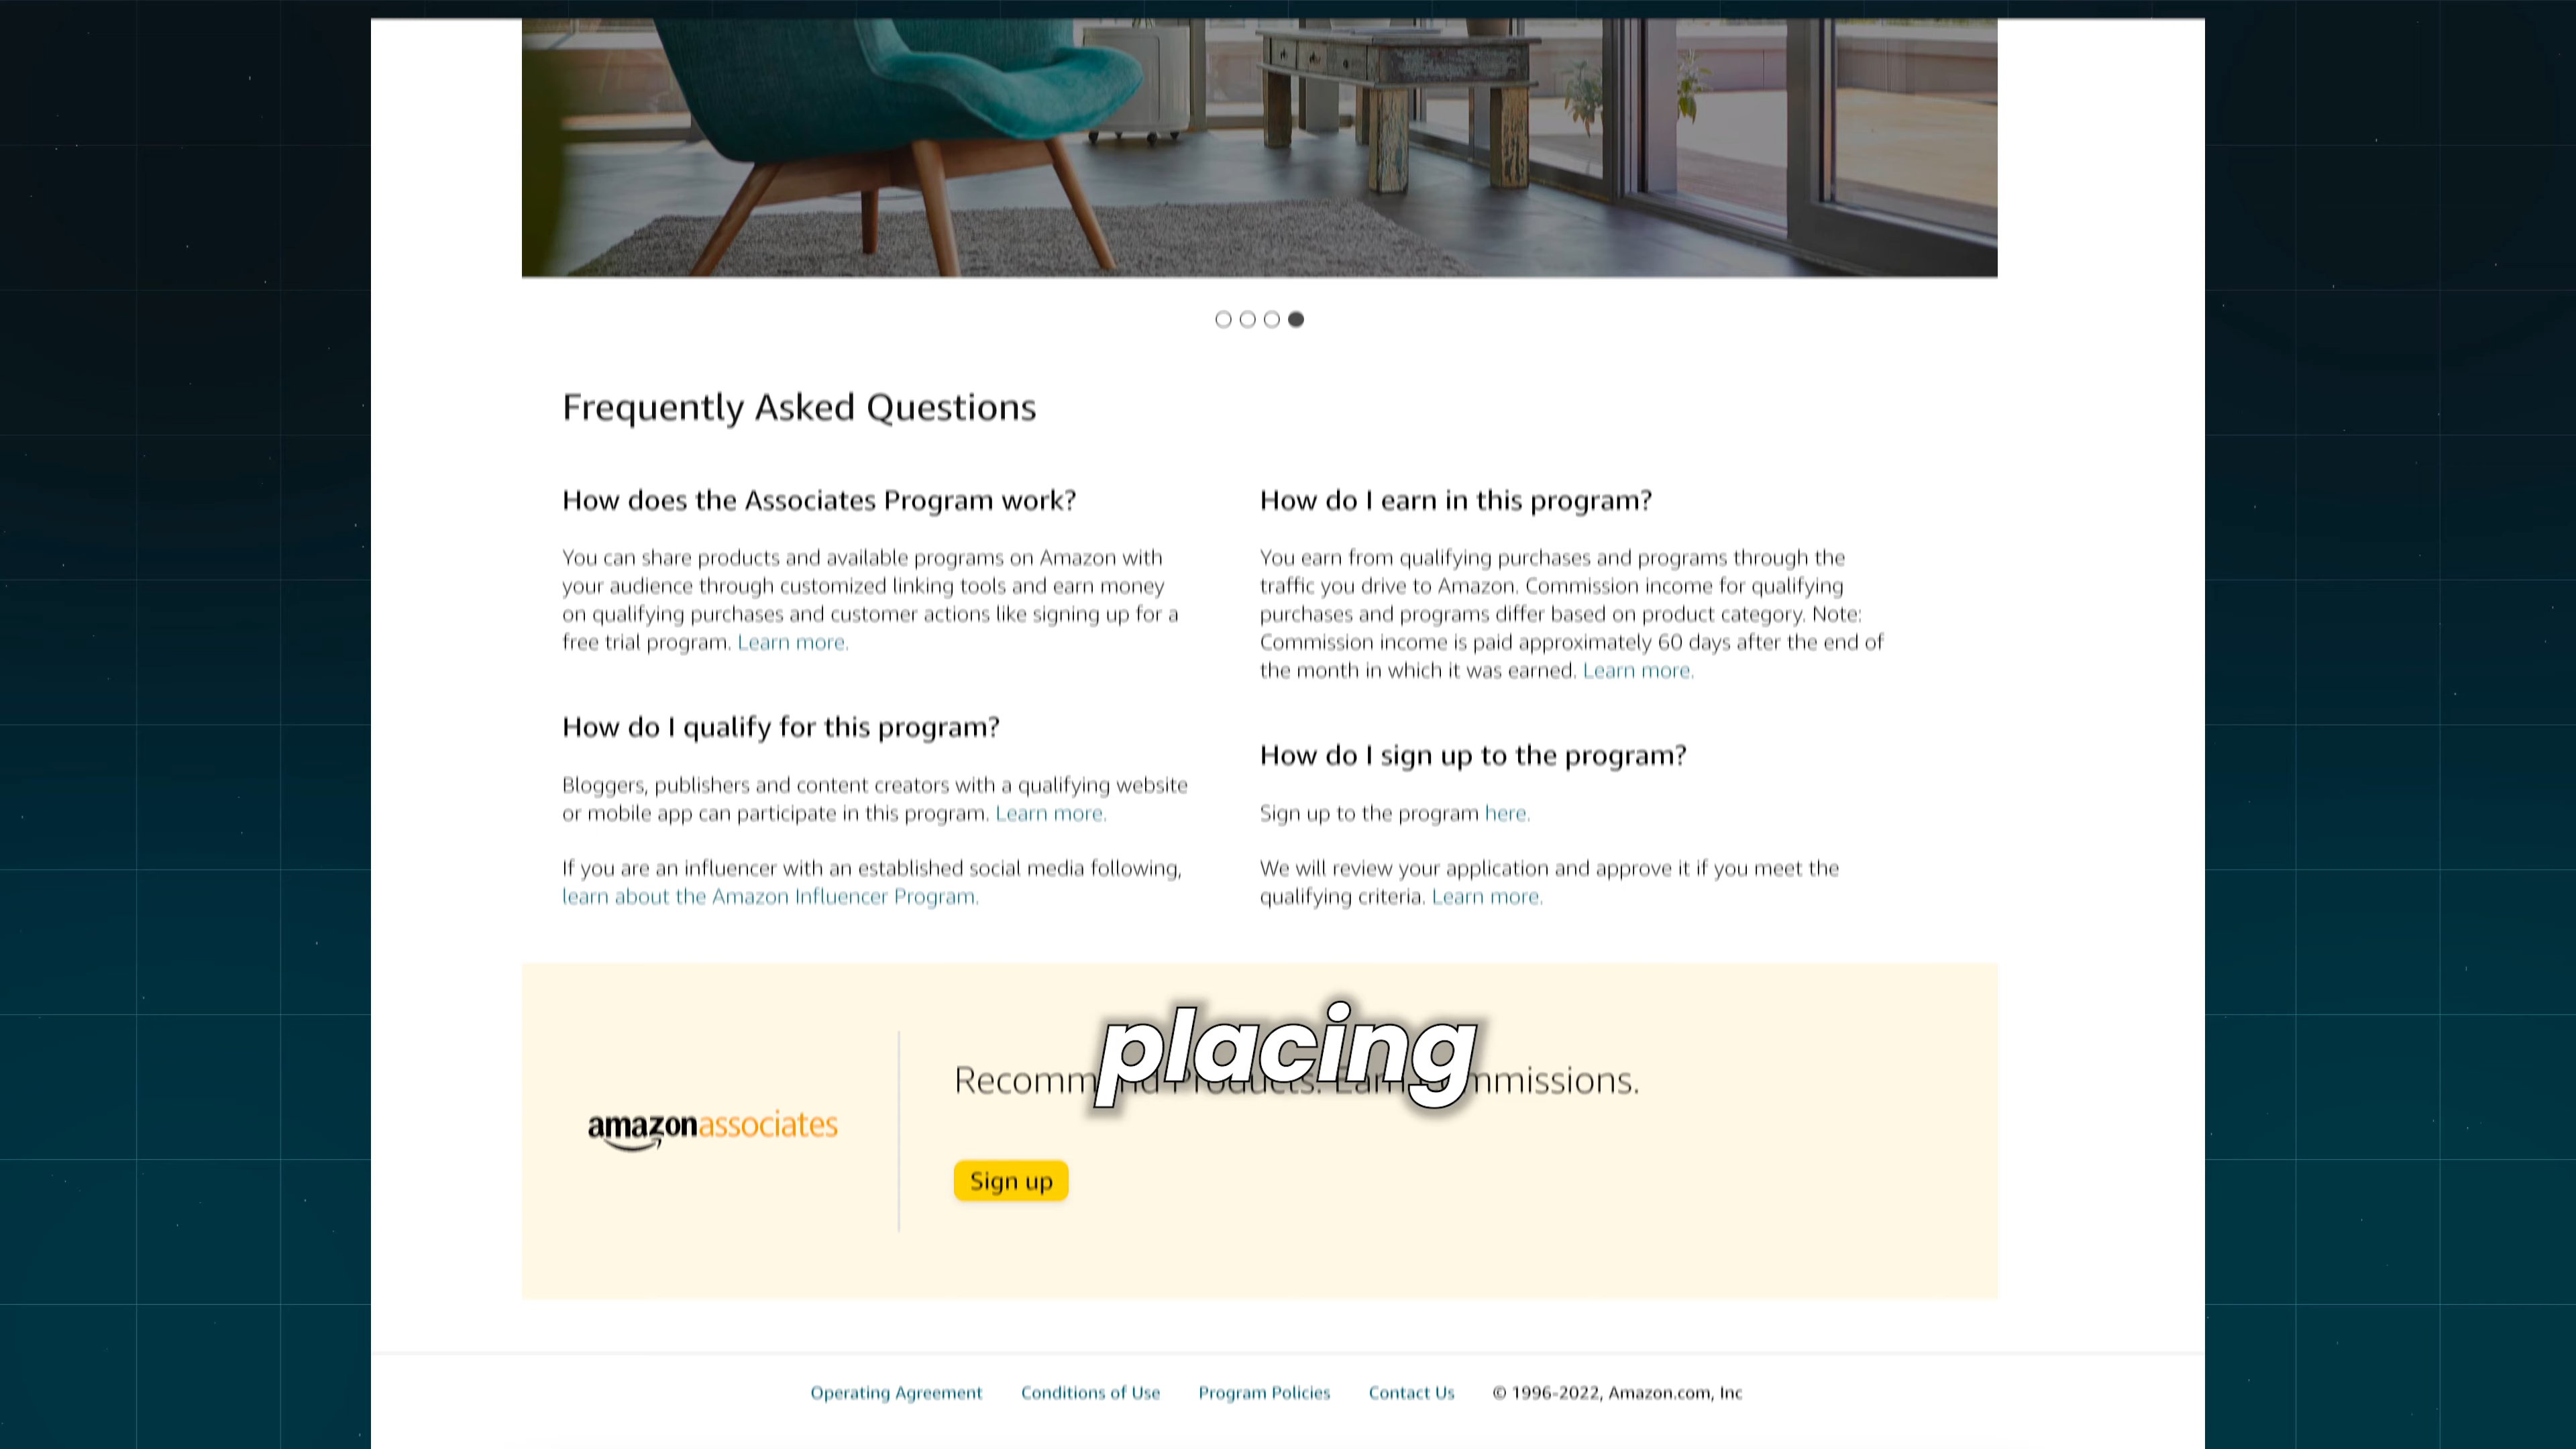 Frequently Asked Questions
How does the Associates Program work?
You can share products and available programs on Amazon with
your audience through customized linking tools and earn money
on qualifying purchases and customer actions like signing up for a
free trial program. Learn more.
How do I qualify for this program?
Bloggers, publishers and content creators with a qualifying website
or mobile app can participate in this program. Learn more.
If you are an influencer with an established social media following,
learn about the Amazon Influencer Program.
How do I earn in this program?
You earn from qualifying purchases and programs through the
traffic you drive to Amazon. Commission income for qualifying
purchases and programs differ based on product category. Note:
Commission income is paid approximately 60 days after the end of
the month in which it was earned. Learn more.
How do I sign up to the program?
Sign up to the program here.
We will review your application and approve it if you meet the
qualifying criteria. Learn more.
placing
amazonassociates
Recommend Products. Earn Commissions.
Sign up
Operating Agreement Conditions of Use Program Policies Contact Us © 1996-2022, Amazon.com, Inc